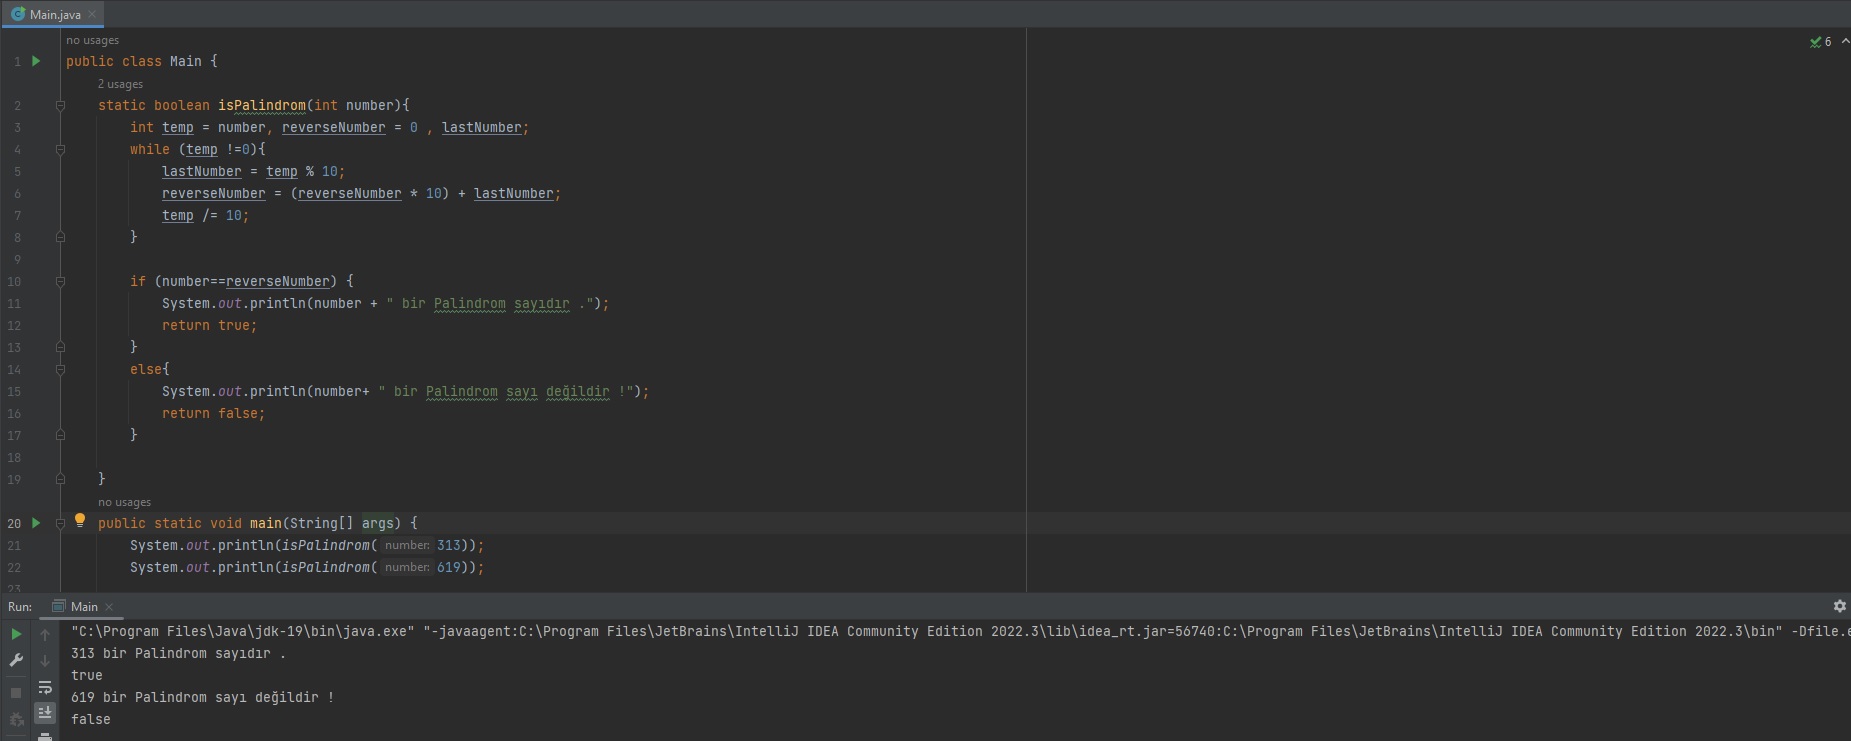 Main.java
no usages
6
1 public class Main {
2 usages
2 static boolean isPalindrom(int number){
3 int temp = number, reverseNumber = 0 , lastNumber;
4 while (temp !=0){
5 lastNumber = temp % 10;
6 reverseNumber = (reverseNumber * 10) + lastNumber;
7 temp /= 10;
8 }
9
10 if (number==reverseNumber) {
11 System.out.println(number + " bir Palindrom sayıdır .");
12 return true;
13 }
14 else{
15 System.out.println(number+ " bir Palindrom sayı değildir !");
16 return false;
17 }
18
19 }
no usages
20 public static void main(String[] args) {
21 System.out.println(isPalindrom( number: 313));
22 System.out.println(isPalindrom( number: 619));
23
Run: Main
"C:\Program Files\Java\jdk-19\bin\java.exe" "-javaagent:C:\Program Files\JetBrains\IntelliJ IDEA Community Edition 2022.3\lib\idea_rt.jar=56740:C:\Program Files\JetBrains\IntelliJ IDEA Community Edition 2022.3\bin" -Dfile.e
313 bir Palindrom sayıdır .
true
619 bir Palindrom sayı değildir !
false